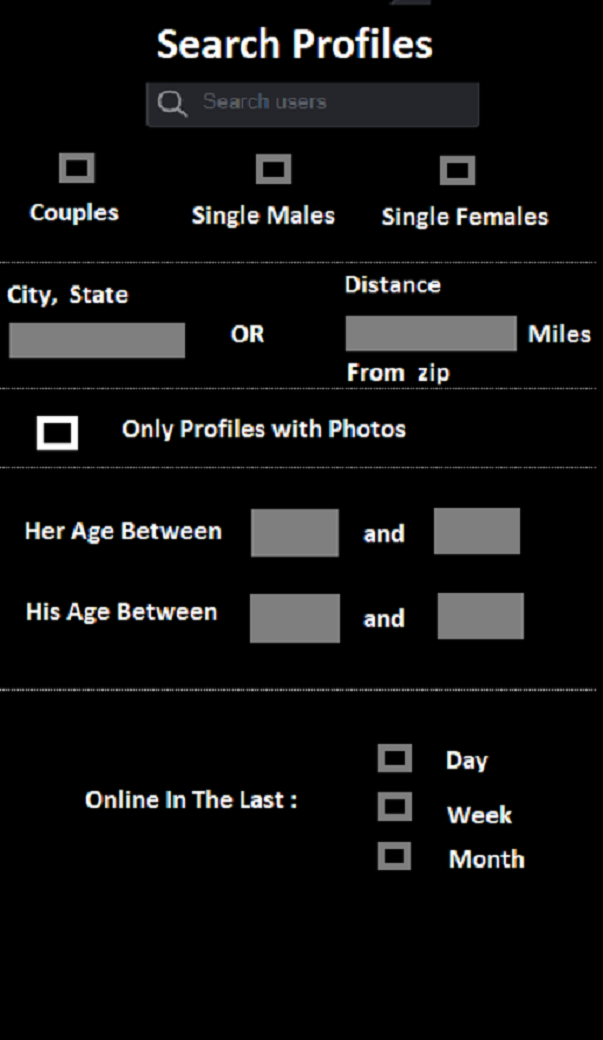 Search Profiles
Search users
Couples
Single Males
Single Females
City, State
Distance
OR
Miles
From zip
Only Profiles with Photos
Her Age Between
and
His Age Between
and
Online In The Last :
Day
Week
Month